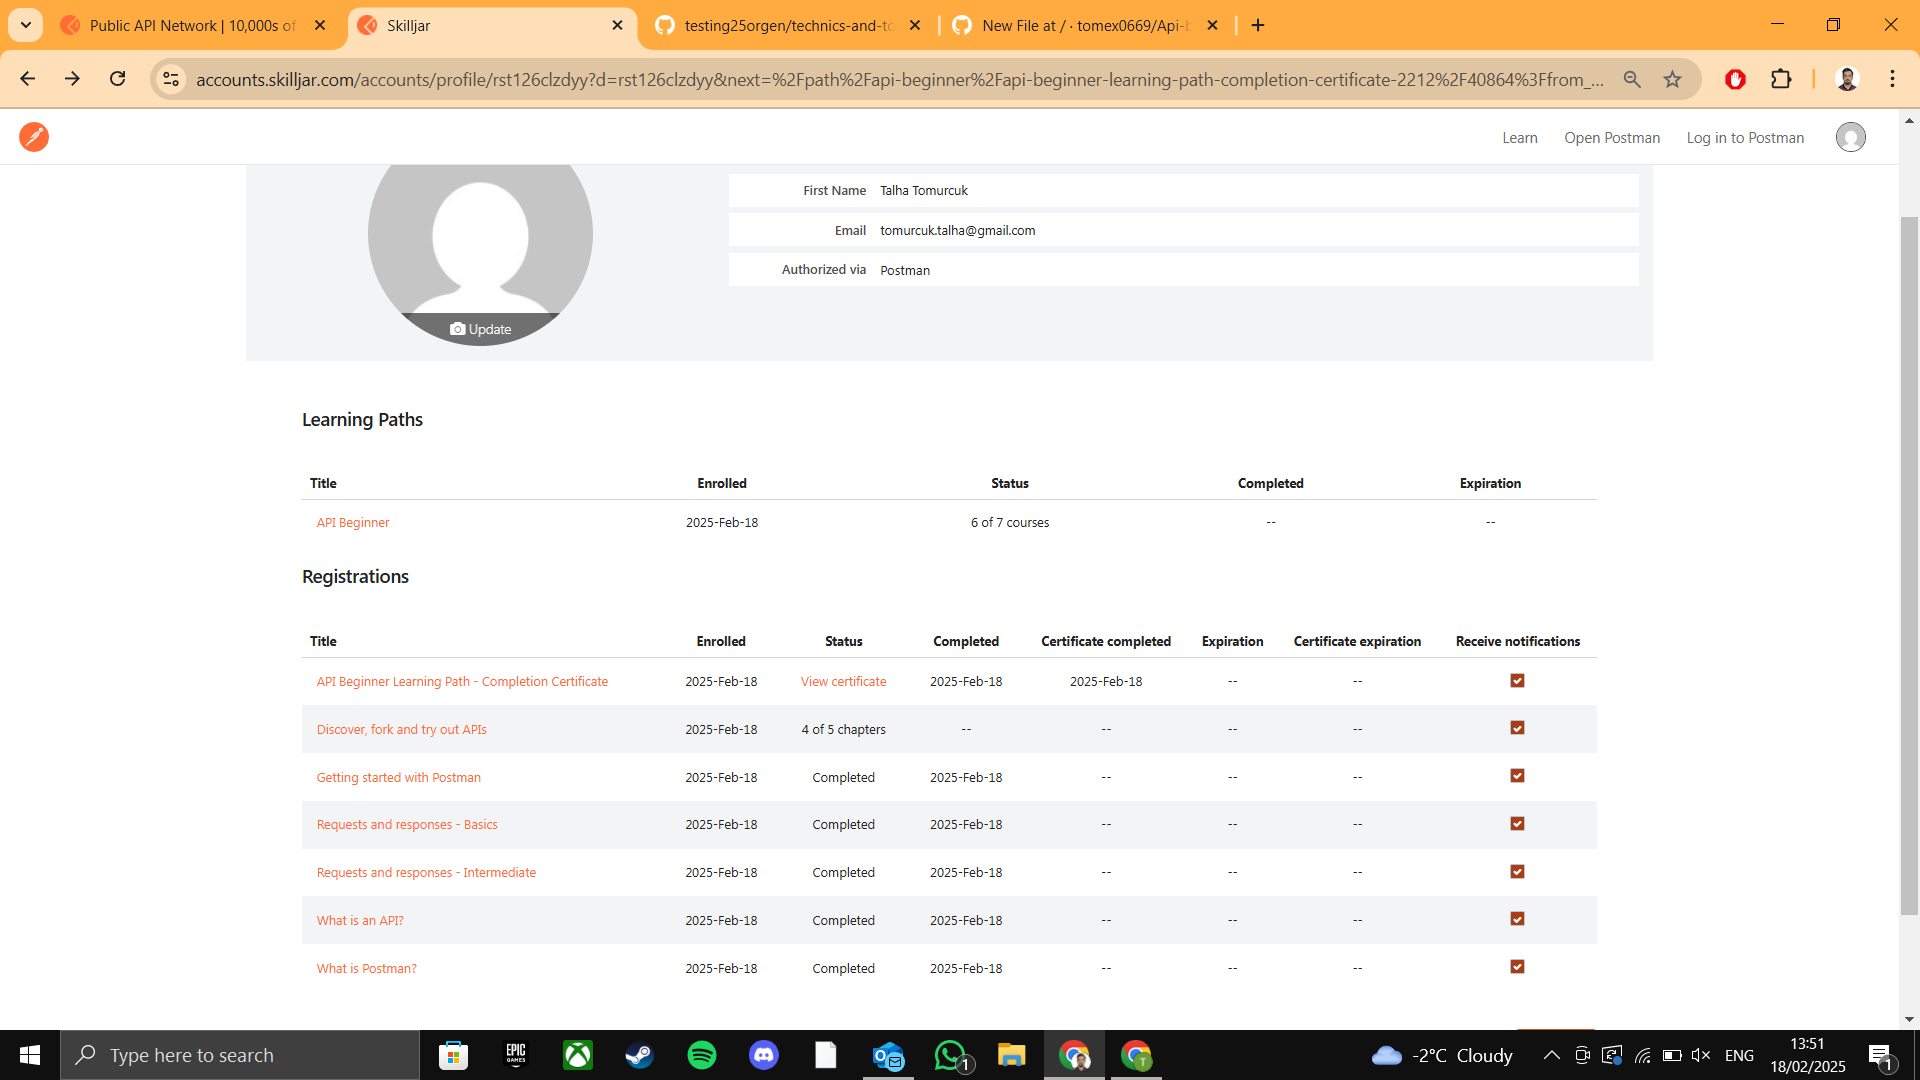 Public API Network | 10,000s of
Skilljar
testing25orgen/technics-and-to
New File at / · tomex0669/Api-b
accounts.skilljar.com/accounts/profile/rst126clzdyy?d=rst126clzdyy&next=%2Fpath%2Fapi-beginner%2Fapi-beginner-learning-path-completion-certificate-2212%2F40864%3Ffrom_...
Learn Open Postman Log in to Postman
First Name Talha Tomurcuk
Email tomurcuk.talha@gmail.com
Authorized via Postman
Update
Learning Paths
Title Enrolled Status Completed Expiration
API Beginner 2025-Feb-18 6 of 7 courses -- --
Registrations
Title Enrolled Status Completed Certificate completed Expiration Certificate expiration Receive notifications
API Beginner Learning Path - Completion Certificate 2025-Feb-18 View certificate 2025-Feb-18 2025-Feb-18 -- --
Discover, fork and try out APIs 2025-Feb-18 4 of 5 chapters -- -- -- --
Getting started with Postman 2025-Feb-18 Completed 2025-Feb-18 -- -- --
Requests and responses - Basics 2025-Feb-18 Completed 2025-Feb-18 -- -- --
Requests and responses - Intermediate 2025-Feb-18 Completed 2025-Feb-18 -- -- --
What is an API? 2025-Feb-18 Completed 2025-Feb-18 -- -- --
What is Postman? 2025-Feb-18 Completed 2025-Feb-18 -- -- --
Type here to search
EPIC
GAMES
1
T
-2°C Cloudy
ENG
13:51
18/02/2025
1